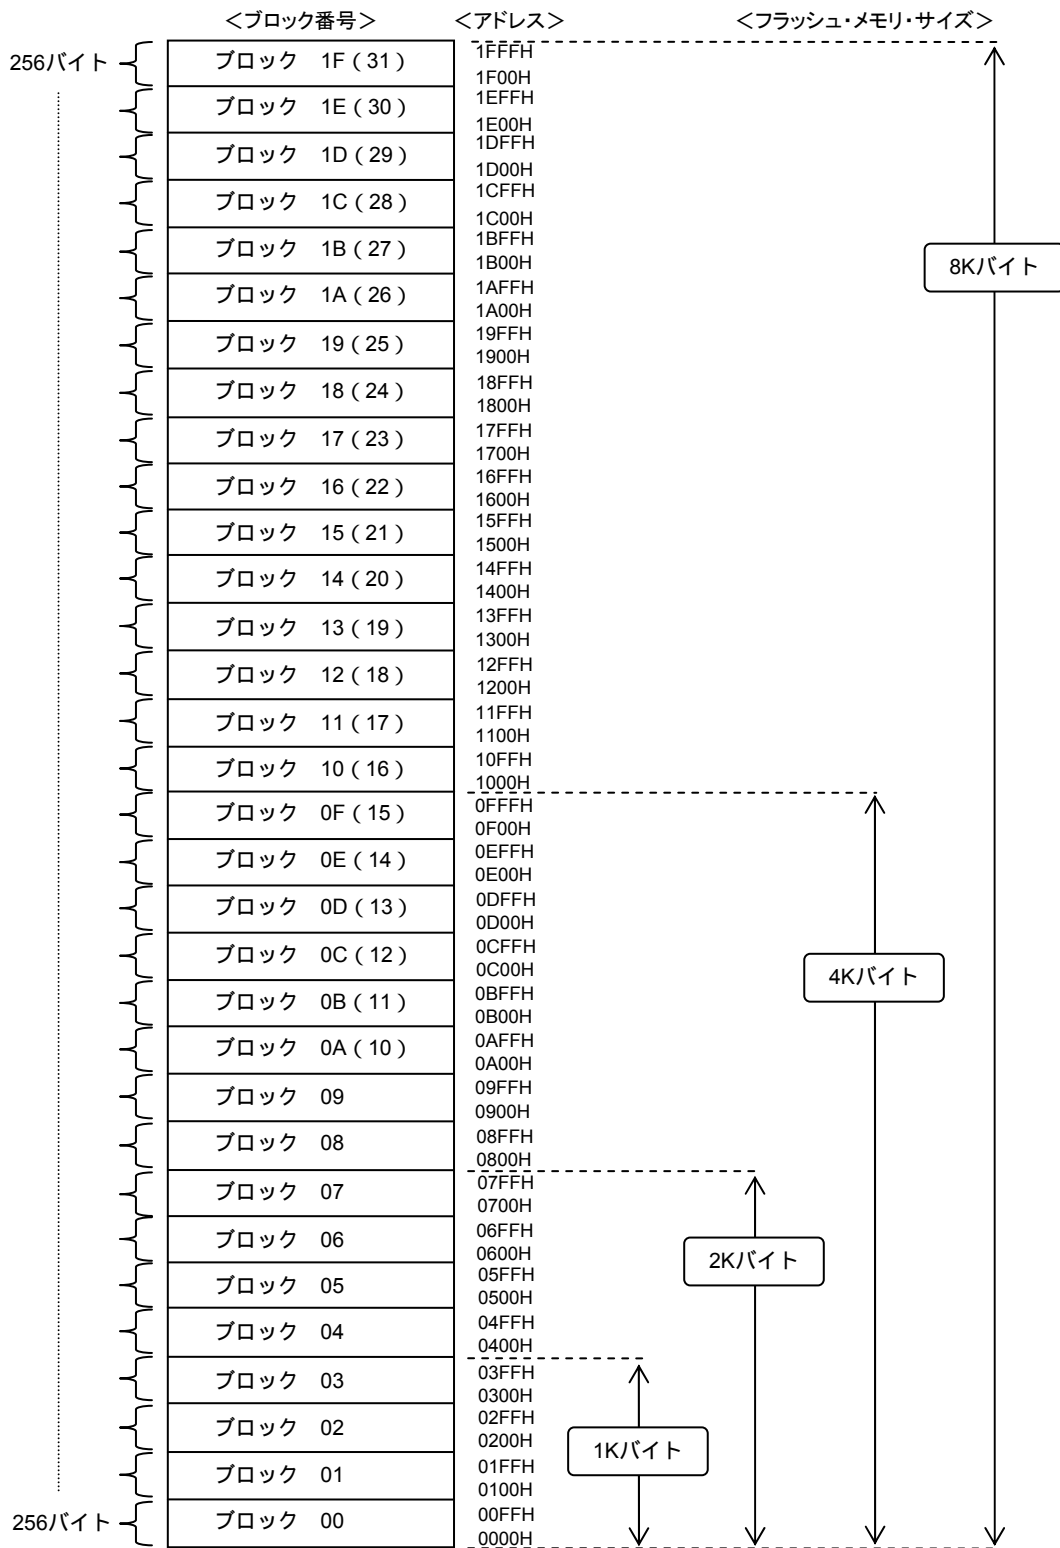 ＜ブロック番号＞ ＜アドレス＞ ＜フラッシュ・メモリ・サイズ＞
256バイト ブロック 1F ( 31 ) 1FFFH
1F00H
ブロック 1E ( 30 ) 1EFFH
1E00H
ブロック 1D ( 29 ) 1DFFH
1D00H
ブロック 1C ( 28 ) 1CFFH
1C00H
ブロック 1B ( 27 ) 1BFFH
1B00H
8Kバイト
ブロック 1A ( 26 ) 1AFFH
1A00H
ブロック 19 ( 25 ) 19FFH
1900H
ブロック 18 ( 24 ) 18FFH
1800H
ブロック 17 ( 23 ) 17FFH
1700H
ブロック 16 ( 22 ) 16FFH
1600H
ブロック 15 ( 21 ) 15FFH
1500H
ブロック 14 ( 20 ) 14FFH
1400H
ブロック 13 ( 19 ) 13FFH
1300H
ブロック 12 ( 18 ) 12FFH
1200H
ブロック 11 ( 17 ) 11FFH
1100H
ブロック 10 ( 16 ) 10FFH
1000H
ブロック 0F ( 15 ) 0FFFH
0F00H
ブロック 0E ( 14 ) 0EFFH
0E00H
ブロック 0D ( 13 ) 0DFFH
0D00H
ブロック 0C ( 12 ) 0CFFH
0C00H
4Kバイト
ブロック 0B ( 11 ) 0BFFH
0B00H
ブロック 0A ( 10 ) 0AFFH
0A00H
ブロック 09 09FFH
0900H
ブロック 08 08FFH
0800H
ブロック 07 07FFH
0700H
ブロック 06 06FFH
0600H
2Kバイト
ブロック 05 05FFH
0500H
ブロック 04 04FFH
0400H
ブロック 03 03FFH
0300H
ブロック 02 02FFH
0200H
1Kバイト
ブロック 01 01FFH
0100H
256バイト ブロック 00 00FFH
0000H